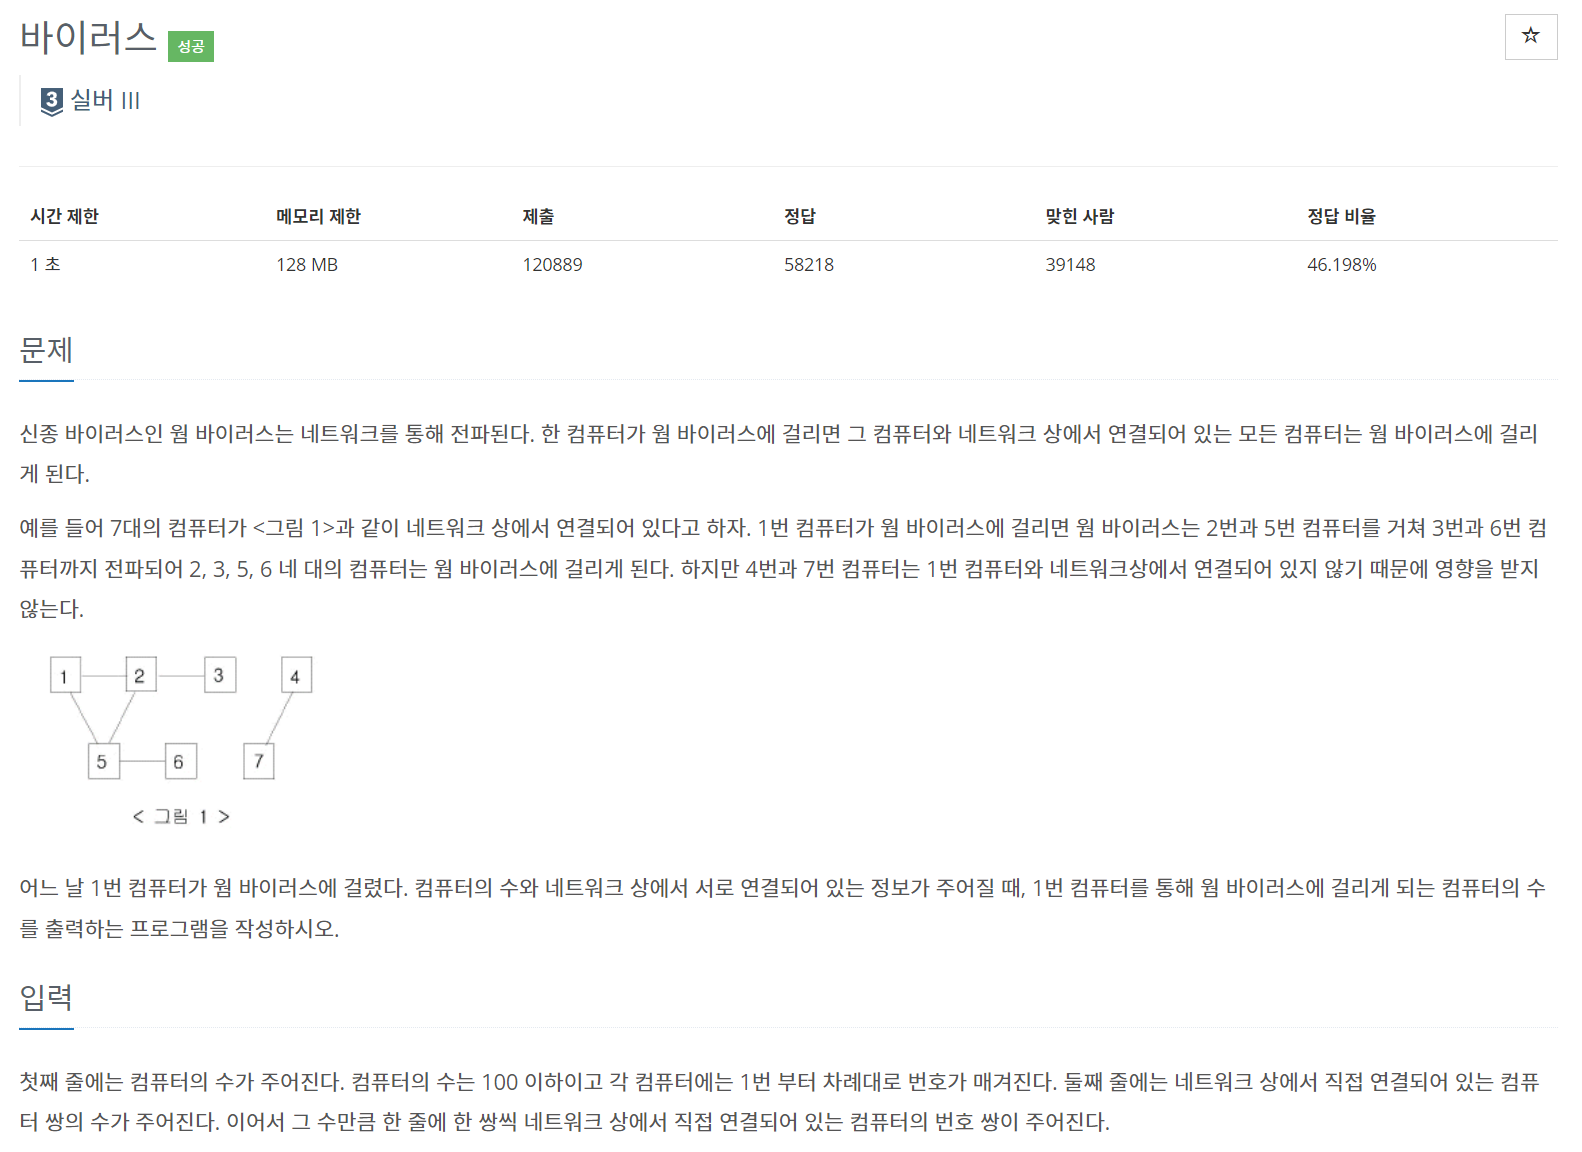 바이러스 성공
☆
3 실버 III
시간 제한 메모리 제한 제출 정답 맞힌 사람 정답 비율
1 초 128 MB 120889 58218 39148 46.198%
문제
신종 바이러스인 웜 바이러스는 네트워크를 통해 전파된다. 한 컴퓨터가 웜 바이러스에 걸리면 그 컴퓨터와 네트워크 상에서 연결되어 있는 모든 컴퓨터는 웜 바이러스에 걸리
게 된다.
예를 들어 7대의 컴퓨터가 <그림 1>과 같이 네트워크 상에서 연결되어 있다고 하자. 1번 컴퓨터가 웜 바이러스에 걸리면 웜 바이러스는 2번과 5번 컴퓨터를 거쳐 3번과 6번 컴
퓨터까지 전파되어 2, 3, 5, 6 네 대의 컴퓨터는 웜 바이러스에 걸리게 된다. 하지만 4번과 7번 컴퓨터는 1번 컴퓨터와 네트워크상에서 연결되어 있지 않기 때문에 영향을 받지
않는다.
1 2 3 4
5 6 7
< 그림 1 >
어느 날 1번 컴퓨터가 웜 바이러스에 걸렸다. 컴퓨터의 수와 네트워크 상에서 서로 연결되어 있는 정보가 주어질 때, 1번 컴퓨터를 통해 웜 바이러스에 걸리게 되는 컴퓨터의 수
를 출력하는 프로그램을 작성하시오.
입력
첫째 줄에는 컴퓨터의 수가 주어진다. 컴퓨터의 수는 100 이하이고 각 컴퓨터에는 1번 부터 차례대로 번호가 매겨진다. 둘째 줄에는 네트워크 상에서 직접 연결되어 있는 컴퓨
터 쌍의 수가 주어진다. 이어서 그 수만큼 한 줄에 한 쌍씩 네트워크 상에서 직접 연결되어 있는 컴퓨터의 번호 쌍이 주어진다.